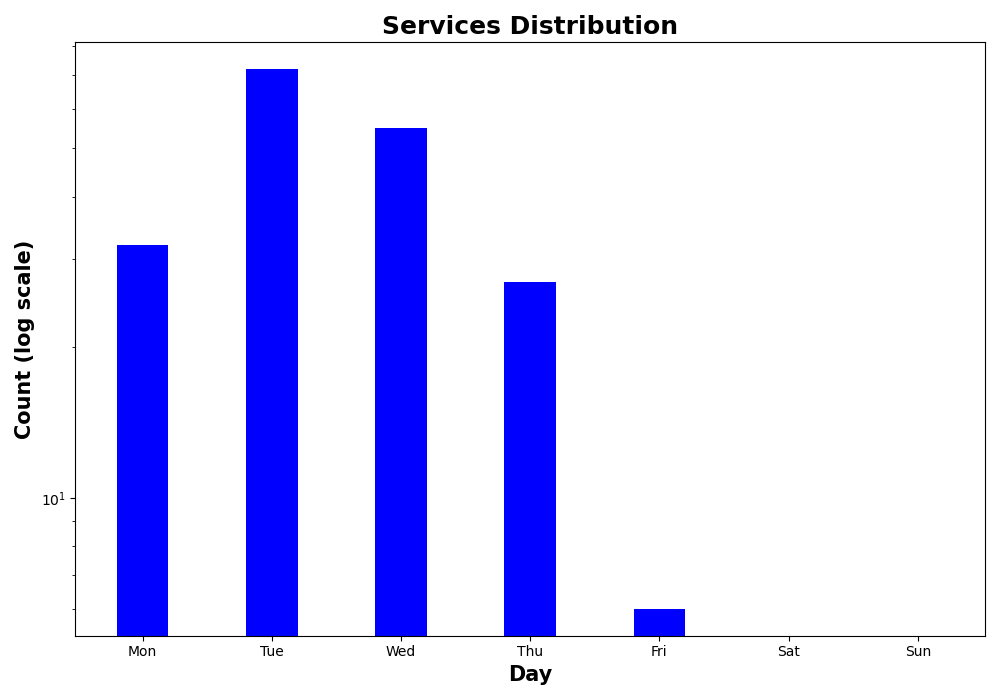 Services Distribution
Count (log scale)
10¹
Mon Tue Wed Thu Fri Sat Sun
Day